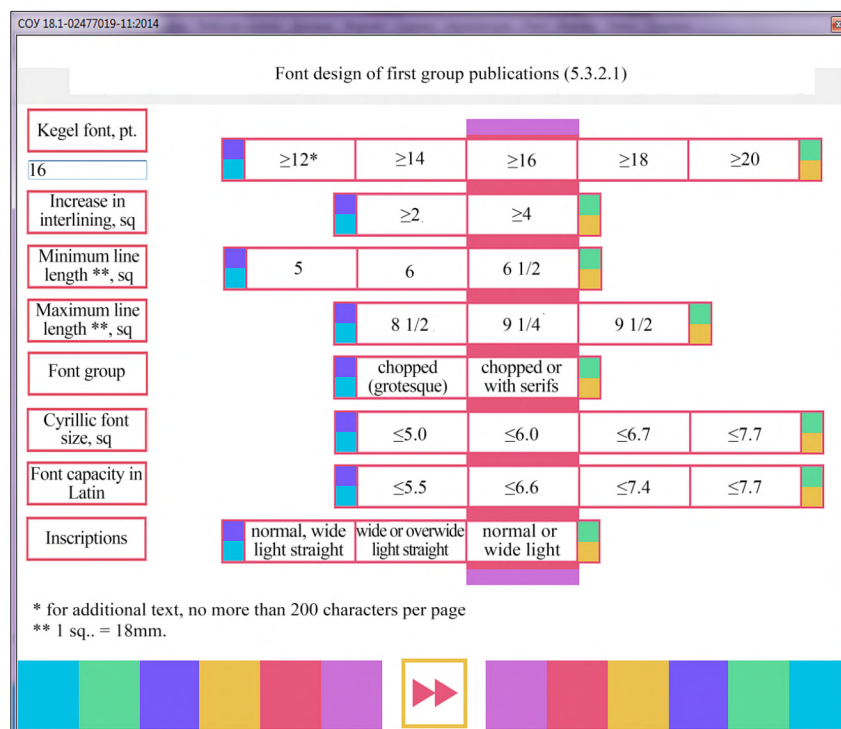 СОУ 18.1-02477019-11:2014
Font design of first group publications (5.3.2.1)
Kegel font, pt.
≥12* ≥14 ≥16 ≥18 ≥20
16
Increase in
interlining, sq
≥2 ≥4
Minimum line
length **, sq
5 6 6 1/2
Maximum line
length **, sq
8 1/2 9 1/4 9 1/2
Font group
chopped
(grotesque)
chopped or
with serifs
Cyrillic font
size, sq
≤5.0 ≤6.0 ≤6.7 ≤7.7
Font capacity in
Latin
≤5.5 ≤6.6 ≤7.4 ≤7.7
Inscriptions
normal, wide
light straight
wide or overwide
light straight
normal or
wide light
* for additional text, no more than 200 characters per page
** 1 sq.. = 18mm.